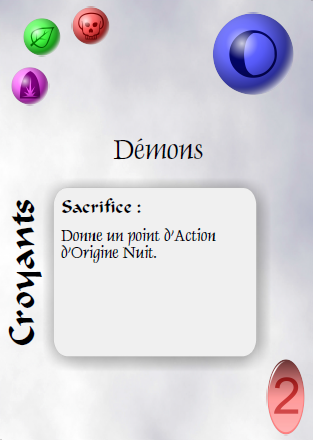 Démons
Croyants
Sacrifice :
Donne un point d'Action
d'Origine Nuit.
2